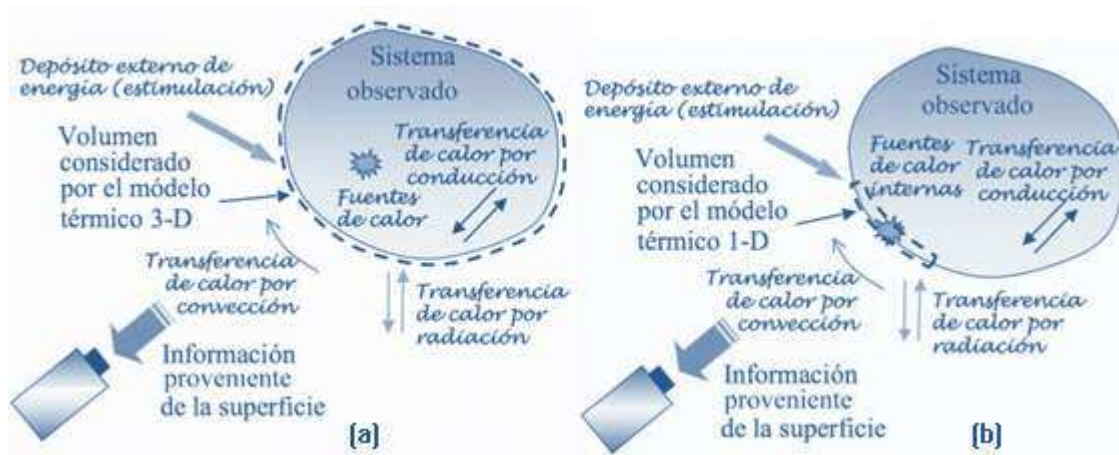 Sistema
observado
Depósito externo de
energía (estimulación)
Volumen
considerado
por el módelo
térmico 3-D
Transferencia
de calor por
conducción
Fuentes
de calor
Transferencia
de calor por
convección
Transferencia
de calor por
radiación
Información
proveniente
de la superficie
(a)
Sistema
observado
Depósito externo de
energía (estimulación)
Fuentes
de calor
internas
Transferencia
de calor por
conducción
Volumen
considerado
por el módelo
térmico 1-D
Transferencia
de calor por
convección
Transferencia
de calor por
radiación
Información
proveniente
de la superficie
(b)